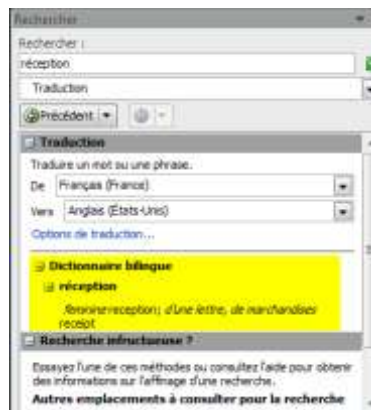 Rechercher
Rechercher :
réception
Traduction
Précédent
Traduction
Traduire un mot ou une phrase.
De Français (France)
Vers Anglais (États-Unis)
Options de traduction...
Dictionnaire bilingue
réception
féminine reception; d'une lettre, de marchandises
receipt
Recherche infructueuse ?
Essayez l'une de ces méthodes ou consultez l'aide pour obtenir
des informations sur l'affinage d'une recherche.
Autres emplacements à consulter pour la recherche